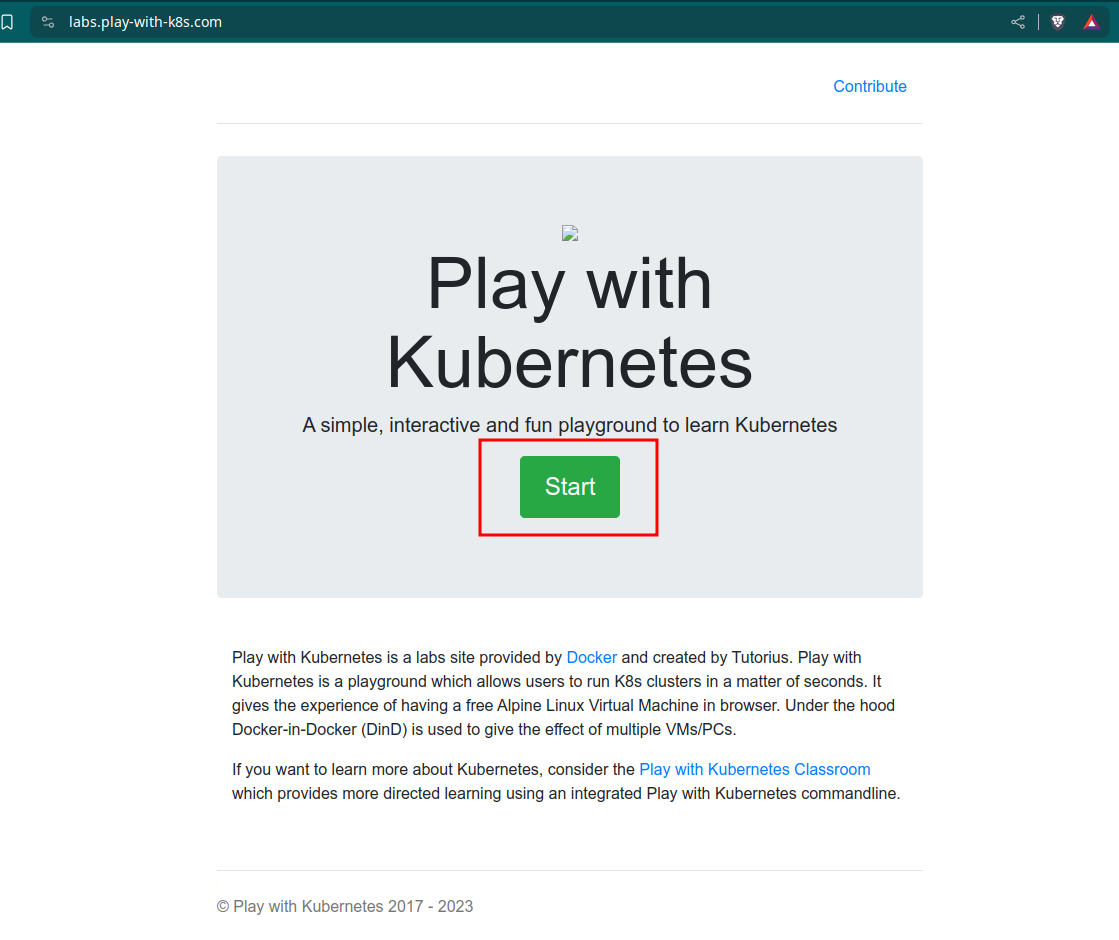 labs.play-with-k8s.com
Contribute
Play with
Kubernetes
A simple, interactive and fun playground to learn Kubernetes
Start
Play with Kubernetes is a labs site provided by Docker and created by Tutorius. Play with
Kubernetes is a playground which allows users to run K8s clusters in a matter of seconds. It
gives the experience of having a free Alpine Linux Virtual Machine in browser. Under the hood
Docker-in-Docker (DinD) is used to give the effect of multiple VMs/PCs.
If you want to learn more about Kubernetes, consider the Play with Kubernetes Classroom
which provides more directed learning using an integrated Play with Kubernetes commandline.
© Play with Kubernetes 2017 - 2023